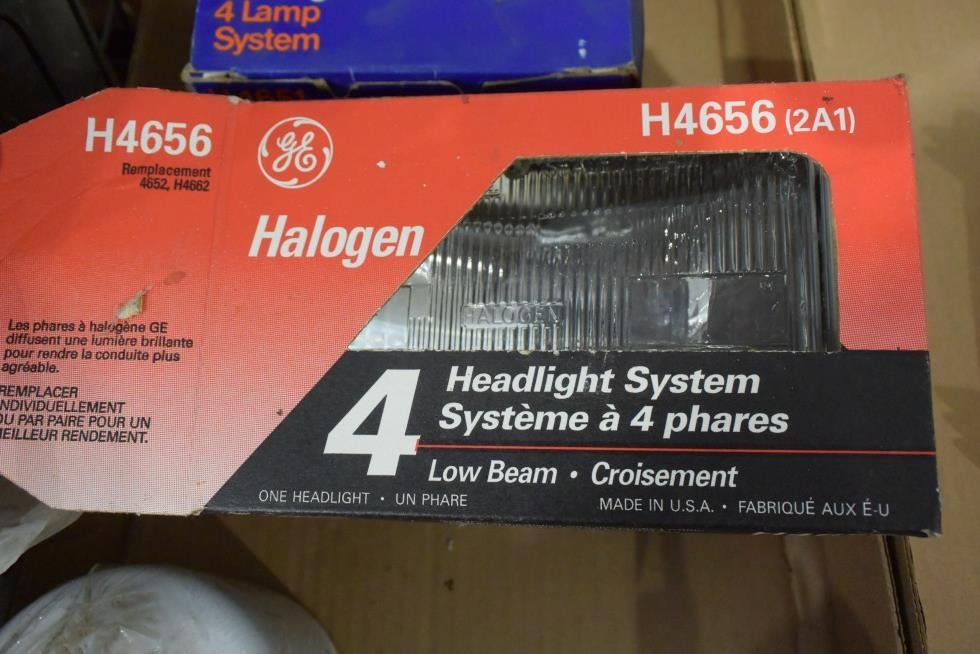 4 Lamp
System
H4651
H4656
Remplacement
4652, H4662
GE
H4656 (2A1)
Halogen
HALOGEN
Les phares à halogène GE
diffusent une lumière brillante
pour rendre la conduite plus
agréable.
REMPLACER
NDIVIDUELLEMENT
OU PAR PAIRE POUR UN
MEILLEUR RENDEMENT.
4
Headlight System
Système à 4 phares
Low Beam • Croisement
ONE HEADLIGHT • UN PHARE
MADE IN U.S.A. • FABRIQUÉ AUX É-U